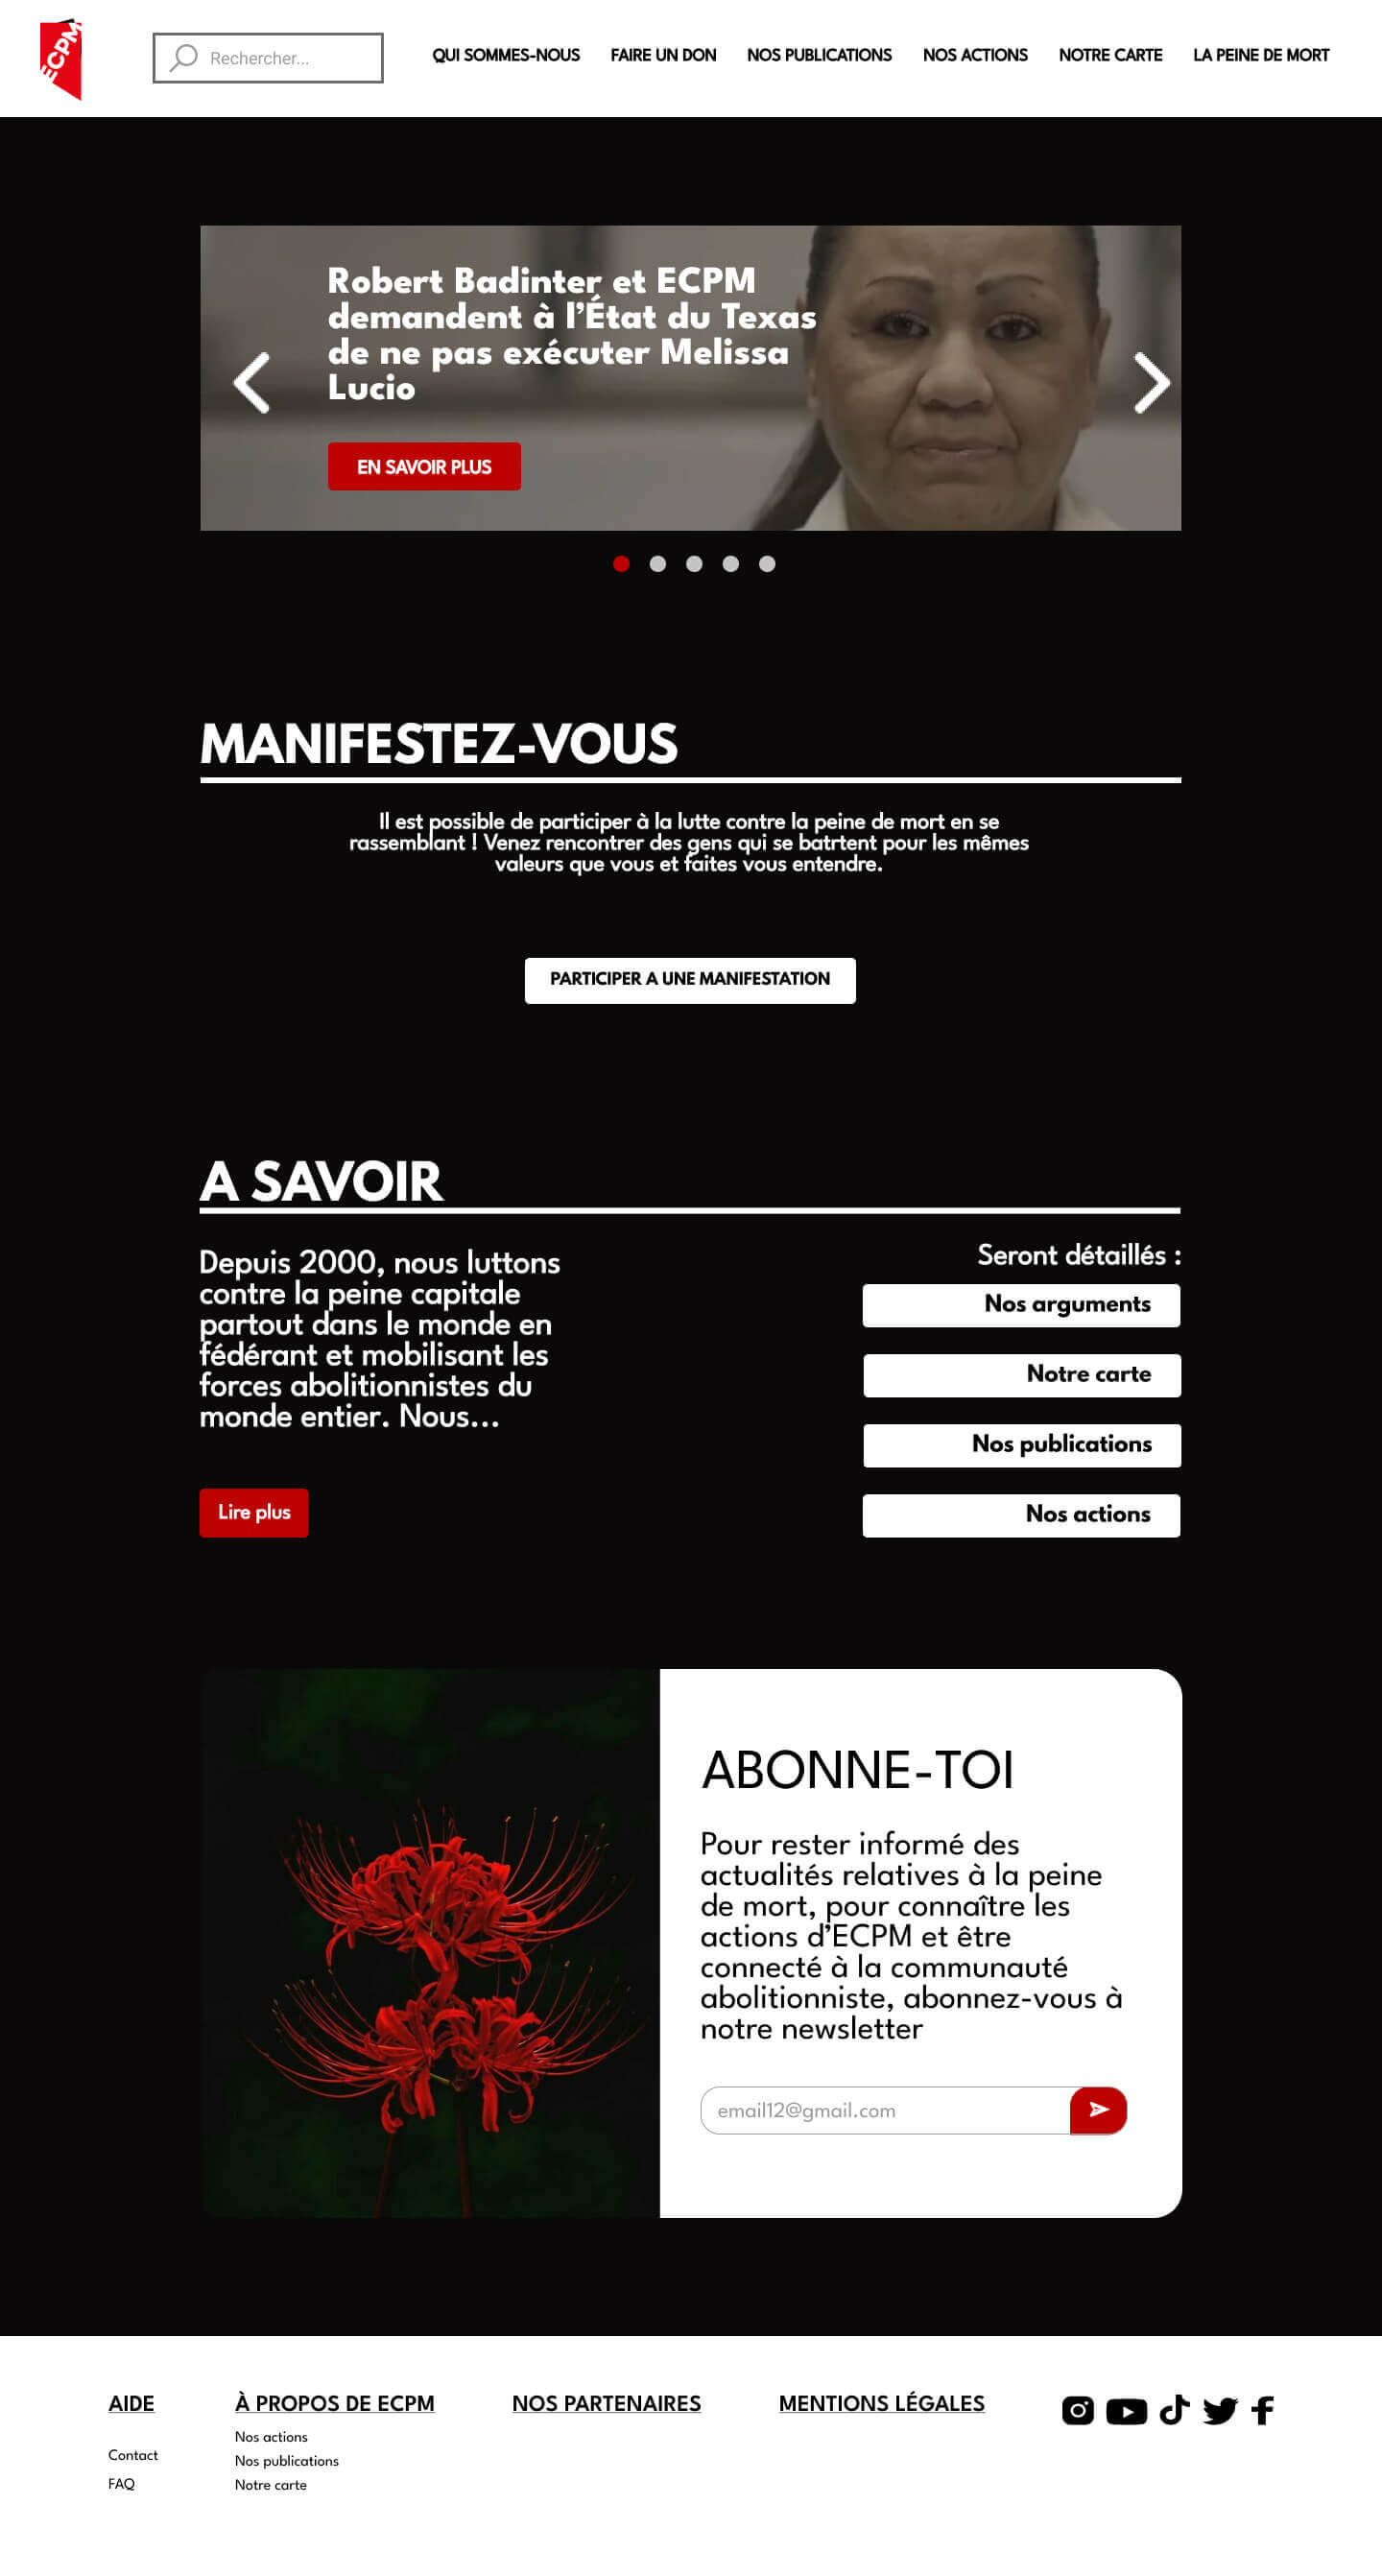 ECPM
Rechercher...
QUI SOMMES-NOUS
FAIRE UN DON
NOS PUBLICATIONS
NOS ACTIONS
NOTRE CARTE
LA PEINE DE MORT
Robert Badinter et ECPM
demandent à l’État du Texas
de ne pas exécuter Melissa
Lucio
EN SAVOIR PLUS
MANIFESTEZ-VOUS
Il est possible de participer à la lutte contre la peine de mort en se
rassemblant ! Venez rencontrer des gens qui se batrtent pour les mêmes
valeurs que vous et faites vous entendre.
PARTICIPER A UNE MANIFESTATION
A SAVOIR
Depuis 2000, nous luttons
contre la peine capitale
partout dans le monde en
fédérant et mobilisant les
forces abolitionnistes du
monde entier. Nous...
Lire plus
Seront détaillés :
Nos arguments
Notre carte
Nos publications
Nos actions
ABONNE-TOI
Pour rester informé des
actualités relatives à la peine
de mort, pour connaître les
actions d’ECPM et être
connecté à la communauté
abolitionniste, abonnez-vous à
notre newsletter
email12@gmail.com
AIDE
Contact
FAQ
À PROPOS DE ECPM
Nos actions
Nos publications
Notre carte
NOS PARTENAIRES
MENTIONS LÉGALES